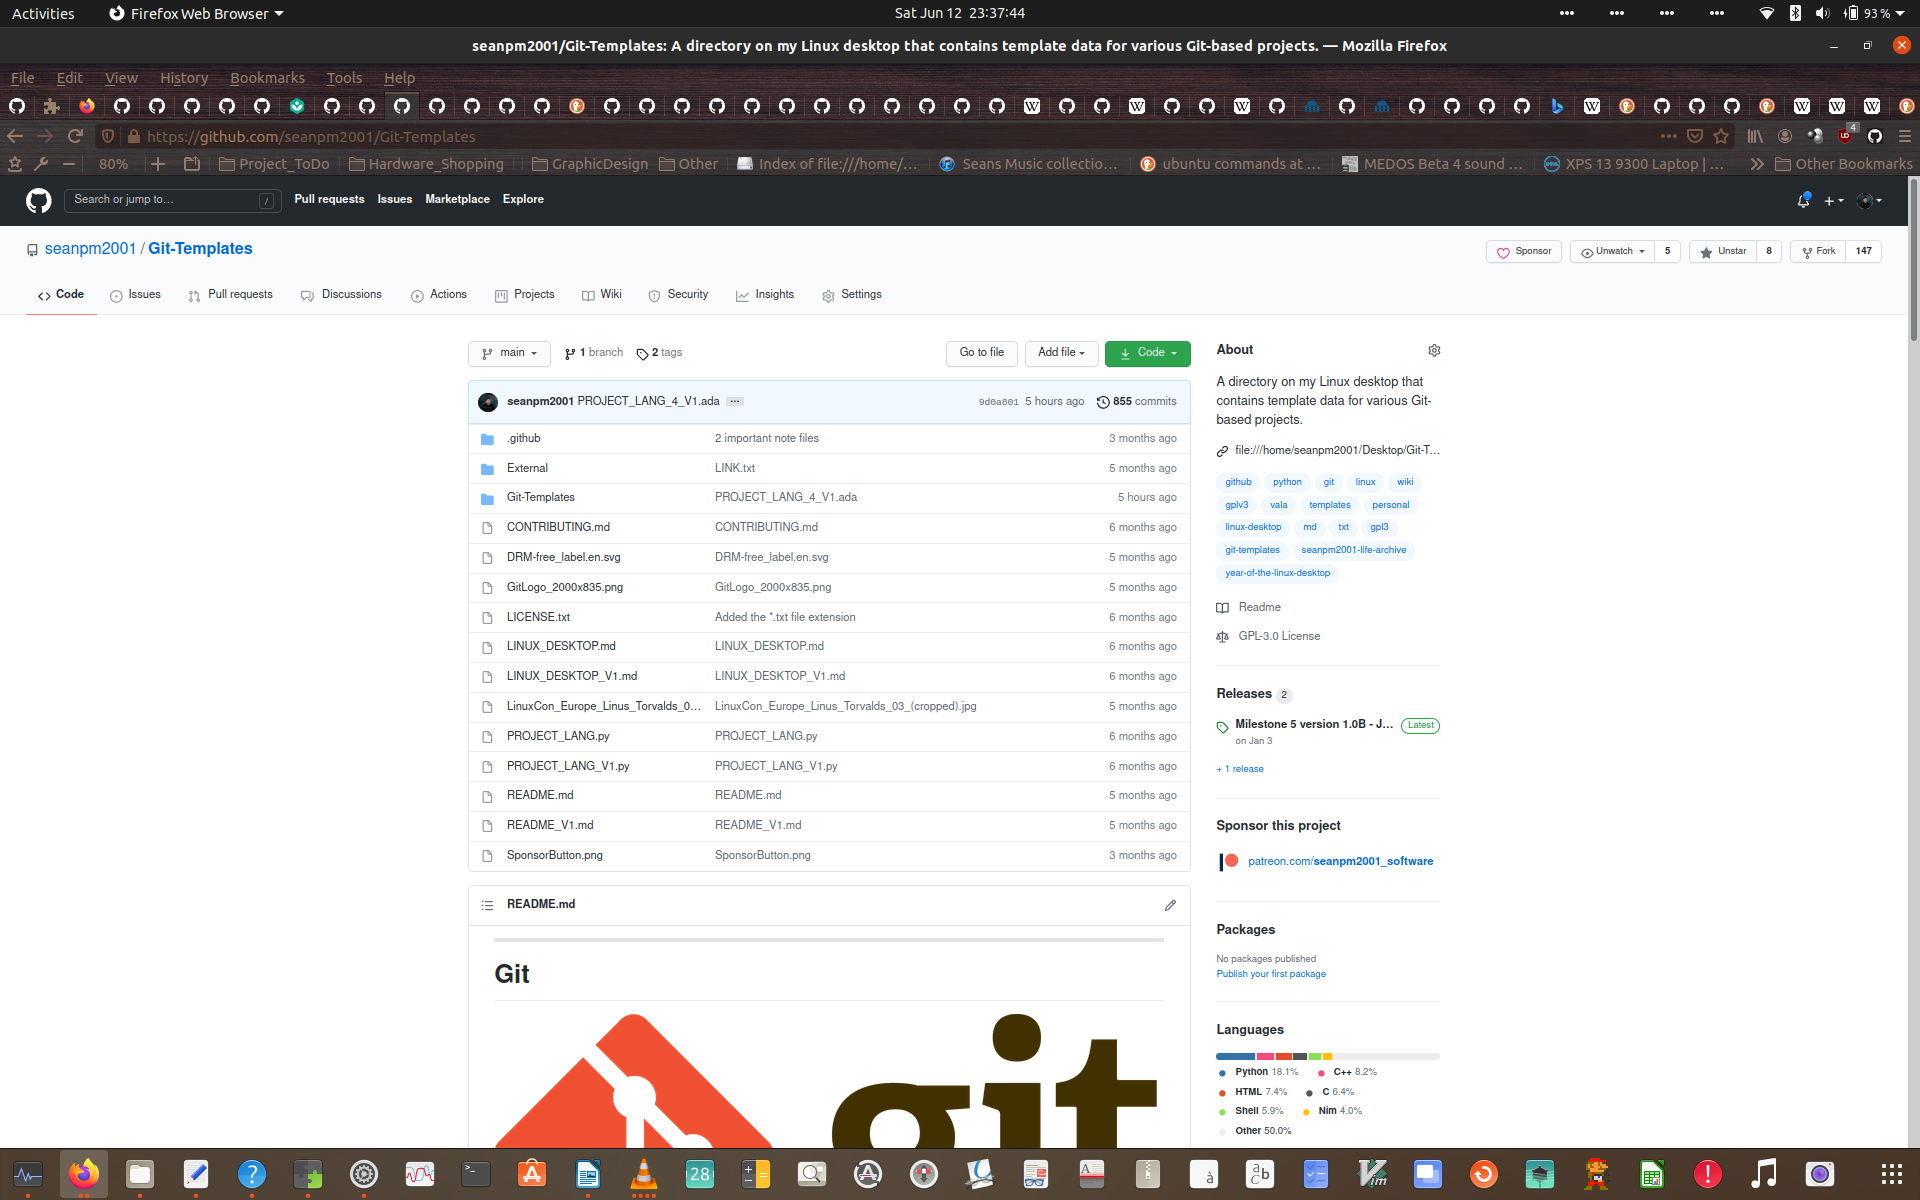 Activities
Firefox Web Browser
Sat Jun 12 23:37:44
93 %
seanpm2001/Git-Templates: A directory on my Linux desktop that contains template data for various Git-based projects. — Mozilla Firefox
File Edit View History Bookmarks Tools Help
https://github.com/seanpm2001/Git-Templates
4
80%
Project_ToDo
Hardware_Shopping
GraphicDesign
Other
Index of file:///home/…
Seans Music collectio…
ubuntu commands at …
MEDOS Beta 4 sound …
XPS 13 9300 Laptop | …
Other Bookmarks
Search or jump to…
/
Pull requests
Issues
Marketplace
Explore
seanpm2001 / Git-Templates
Sponsor
Unwatch 5
Unstar 8
Fork 147
Code
Issues
Pull requests
Discussions
Actions
Projects
Wiki
Security
Insights
Settings
main
1 branch
2 tags
Go to file
Add file
Code
seanpm2001 PROJECT_LANG_4_V1.ada … 9d0a801 5 hours ago 855 commits
.github 2 important note files 3 months ago
External LINK.txt 5 months ago
Git-Templates PROJECT_LANG_4_V1.ada 5 hours ago
CONTRIBUTING.md CONTRIBUTING.md 6 months ago
DRM-free_label.en.svg DRM-free_label.en.svg 5 months ago
GitLogo_2000x835.png GitLogo_2000x835.png 5 months ago
LICENSE.txt Added the *.txt file extension 6 months ago
LINUX_DESKTOP.md LINUX_DESKTOP.md 6 months ago
LINUX_DESKTOP_V1.md LINUX_DESKTOP_V1.md 6 months ago
LinuxCon_Europe_Linus_Torvalds_0… LinuxCon_Europe_Linus_Torvalds_03_(cropped).jpg 5 months ago
PROJECT_LANG.py PROJECT_LANG.py 6 months ago
PROJECT_LANG_V1.py PROJECT_LANG_V1.py 6 months ago
README.md README.md 5 months ago
README_V1.md README_V1.md 5 months ago
SponsorButton.png SponsorButton.png 3 months ago
README.md
Git
git
About
A directory on my Linux desktop that
contains template data for various Git-
based projects.
file:///home/seanpm2001/Desktop/Git-T…
github python git linux wiki
gplv3 vala templates personal
linux-desktop md txt gpl3
git-templates seanpm2001-life-archive
year-of-the-linux-desktop
Readme
GPL-3.0 License
Releases 2
Milestone 5 version 1.0B - J… Latest
on Jan 3
+ 1 release
Sponsor this project
patreon.com/seanpm2001_software
Packages
No packages published
Publish your first package
Languages
Python 18.1% C++ 8.2%
HTML 7.4% C 6.4%
Shell 5.9% Nim 4.0%
Other 50.0%
28
Vim